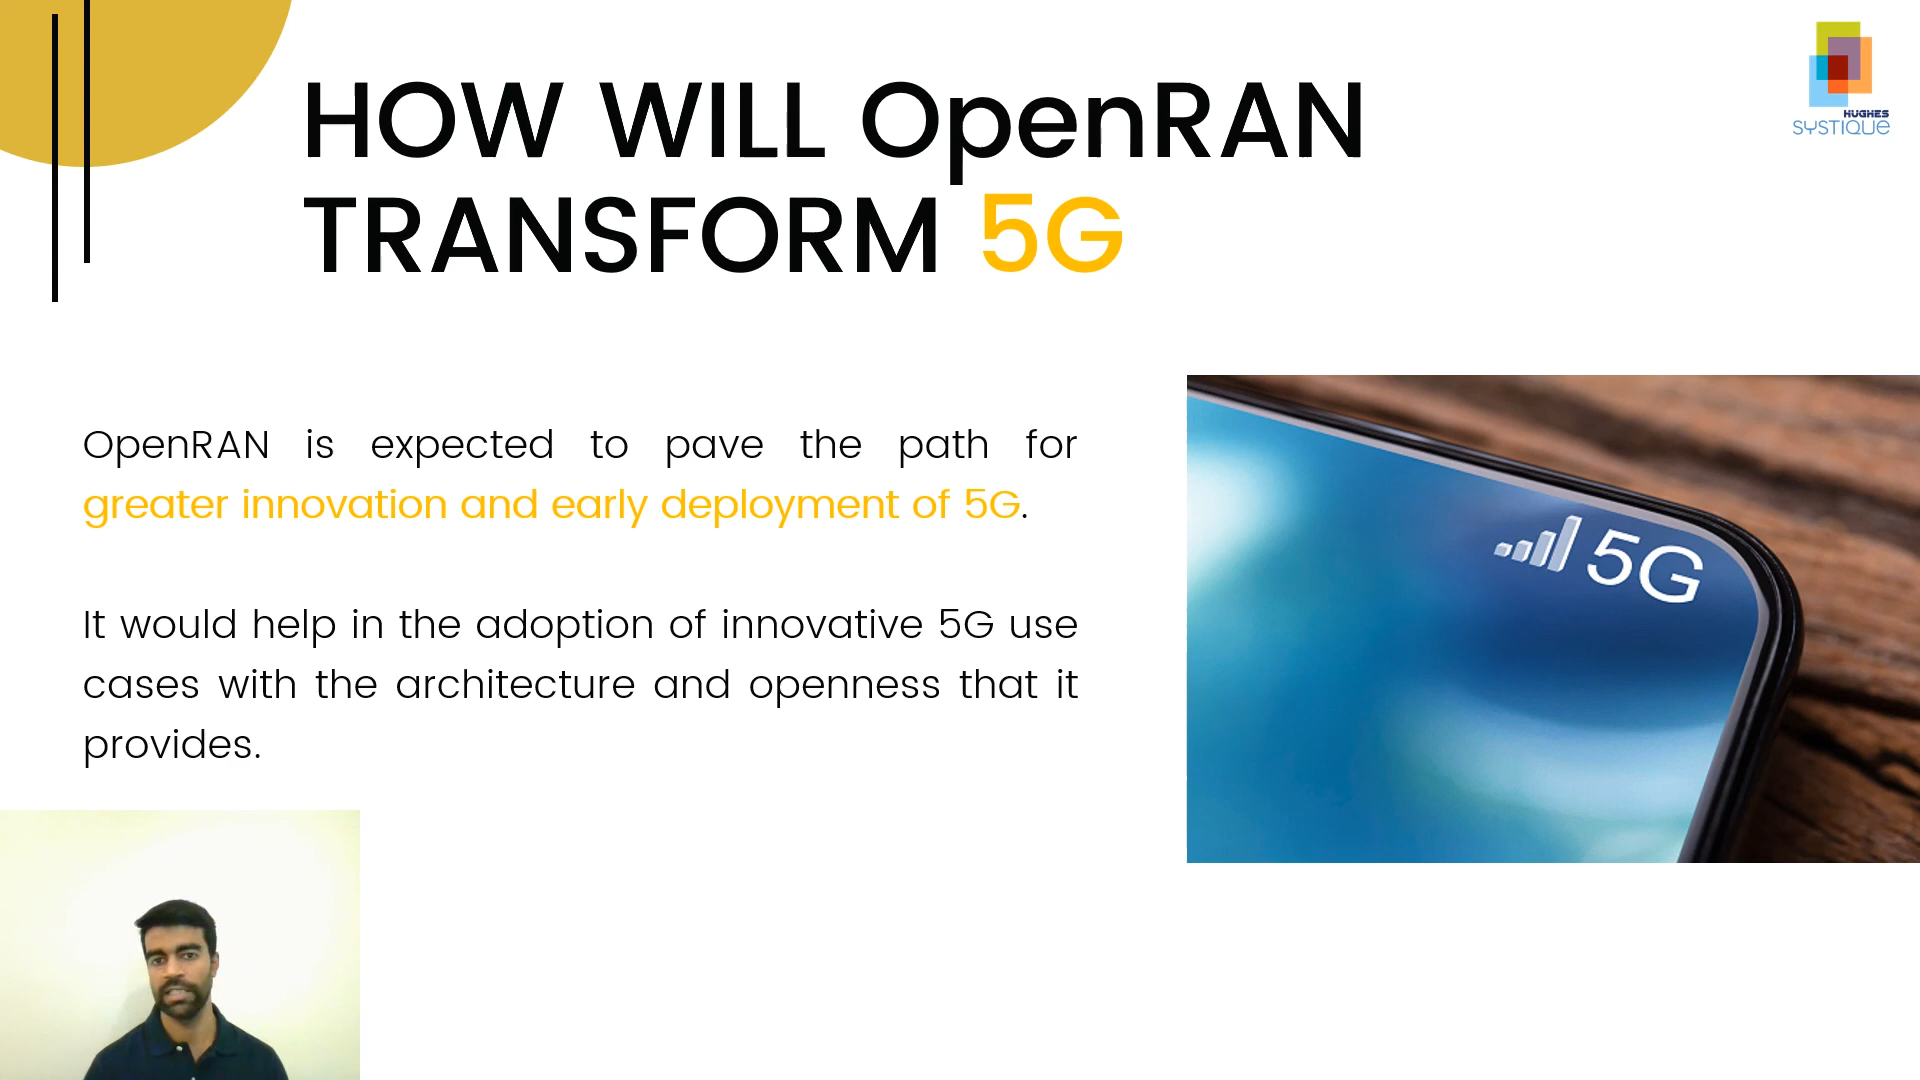 HOW WILL OpenRAN
TRANSFORM 5G
HUGHES
SYSTIQUE
OpenRAN is expected to pave the path for
greater innovation and early deployment of 5G.
5G
It would help in the adoption of innovative 5G use
cases with the architecture and openness that it
provides.